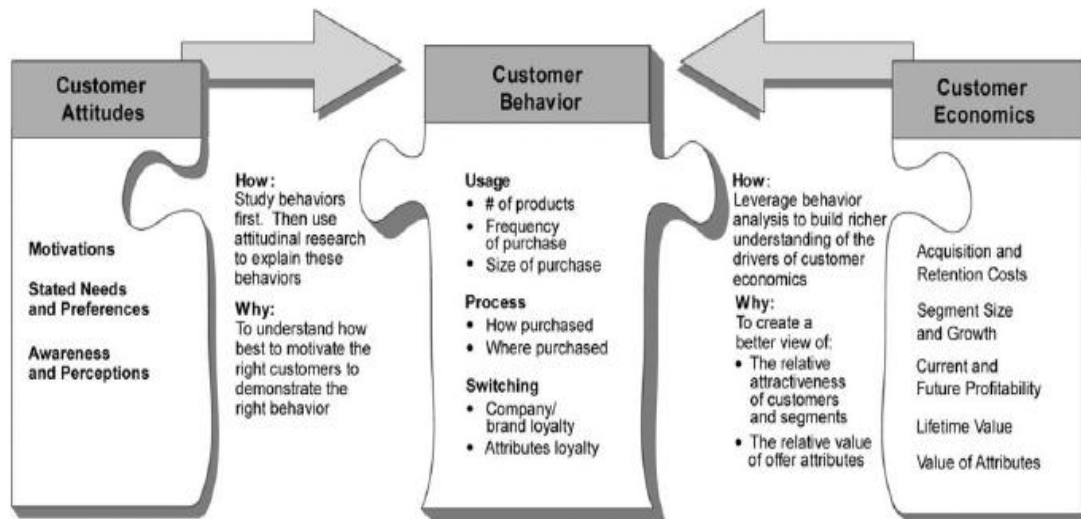 Customer
Attitudes
Motivations
Stated Needs
and Preferences
Awareness
and Perceptions
How:
Study behaviors
first. Then use
attitudinal research
to explain these
behaviors
Why:
To understand how
best to motivate the
right customers to
demonstrate the
right behavior
Customer
Behavior
Usage
• # of products
• Frequency
of purchase
• Size of purchase
Process
• How purchased
• Where purchased
Switching
• Company/
brand loyalty
• Attributes loyalty
How:
Leverage behavior
analysis to build richer
understanding of the
drivers of customer
economics
Why:
To create a
better view of:
• The relative
attractiveness
of customers
and segments
• The relative value
of offer attributes
Customer
Economics
Acquisition and
Retention Costs
Segment Size
and Growth
Current and
Future Profitability
Lifetime Value
Value of Attributes